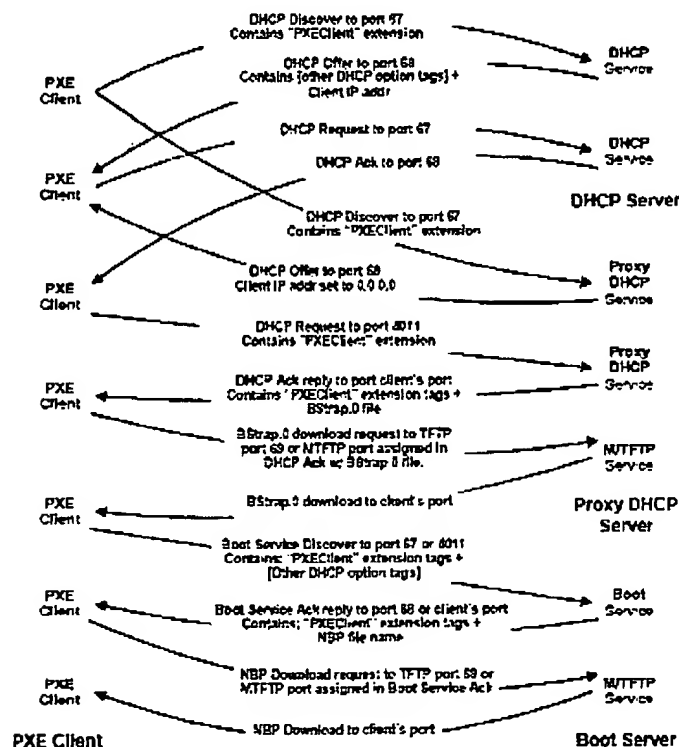 DHCP Discover to port 67
Contains "PXEClient" extension
DHCP
Service
PXE
Client
DHCP Offer to port 68
Contains [other DHCP option tags] +
Client IP addr
DHCP Request to port 67
DHCP
Service
DHCP Ack to port 68
PXE
Client
DHCP Server
DHCP Discover to port 67
Contains "PXEClient" extension
DHCP Offer to port 68
Client IP addr set to 0.0.0.0
Proxy
DHCP
Service
PXE
Client
DHCP Request to port 4011
Contains "PXEClient" extension
Proxy
DHCP
Service
PXE
Client
DHCP Ack reply to port client's port
Contains "PXEClient" extension tags +
BStrap.0 file
BStrap.0 download request to TFTP
port 69 or MTFTP port assigned in
DHCP Ack w/ BStrap.0 file.
M/TFTP
Service
PXE
Client
BStrap.0 download to client's port
Proxy DHCP
Server
Boot Service Discover to port 67 or 4011
Contains: "PXEClient" extension tags +
[Other DHCP option tags]
PXE
Client
Boot Service Ack reply to port 68 or client's port
Contains; "PXEClient" extension tags +
NBP file name
Boot
Service
NBP Download request to TFTP port 69 or
MTFTP port assigned in Boot Service Ack
PXE
Client
M/TFTP
Service
NBP Download to client's port
PXE Client
Boot Server